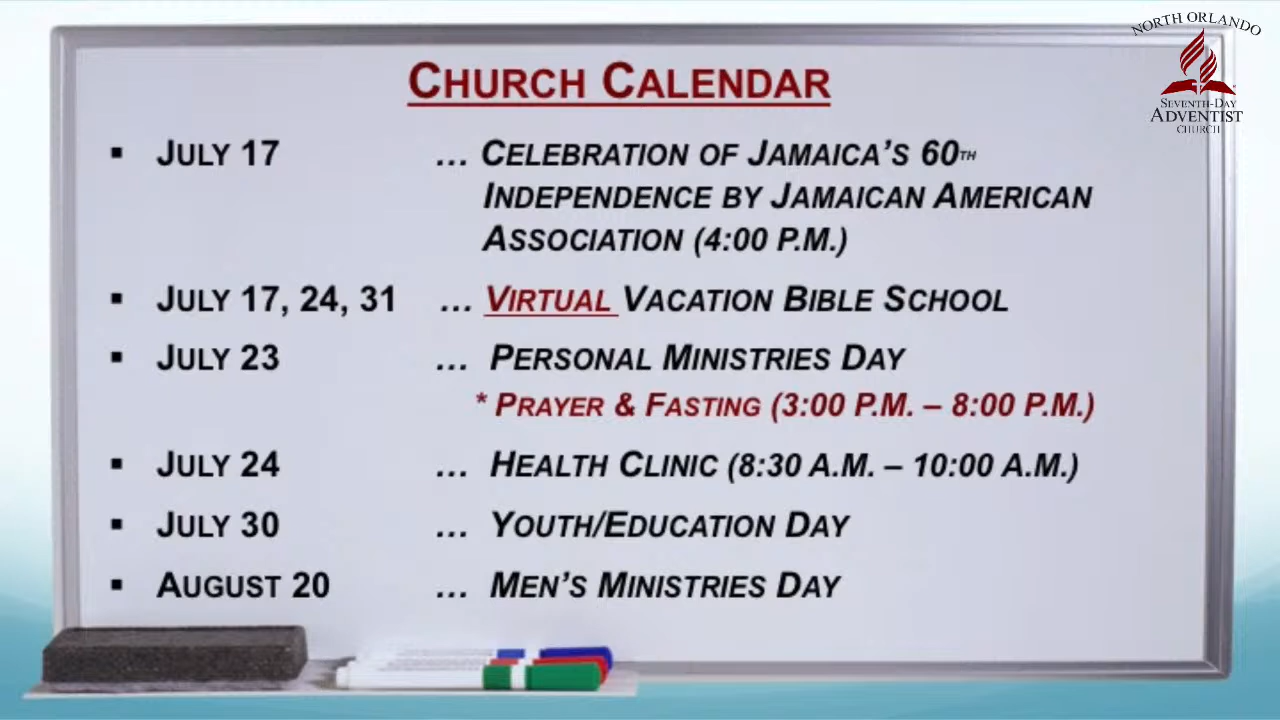 NORTH ORLANDO
SEVENTH-DAY
ADVENTIST
CHURCH
CHURCH CALENDAR
▪ JULY 17 … CELEBRATION OF JAMAICA’S 60TH
INDEPENDENCE BY JAMAICAN AMERICAN
ASSOCIATION (4:00 P.M.)
▪ JULY 17, 24, 31 … VIRTUAL VACATION BIBLE SCHOOL
▪ JULY 23 … PERSONAL MINISTRIES DAY
* PRAYER & FASTING (3:00 P.M. – 8:00 P.M.)
▪ JULY 24 … HEALTH CLINIC (8:30 A.M. – 10:00 A.M.)
▪ JULY 30 … YOUTH/EDUCATION DAY
▪ AUGUST 20 … MEN’S MINISTRIES DAY